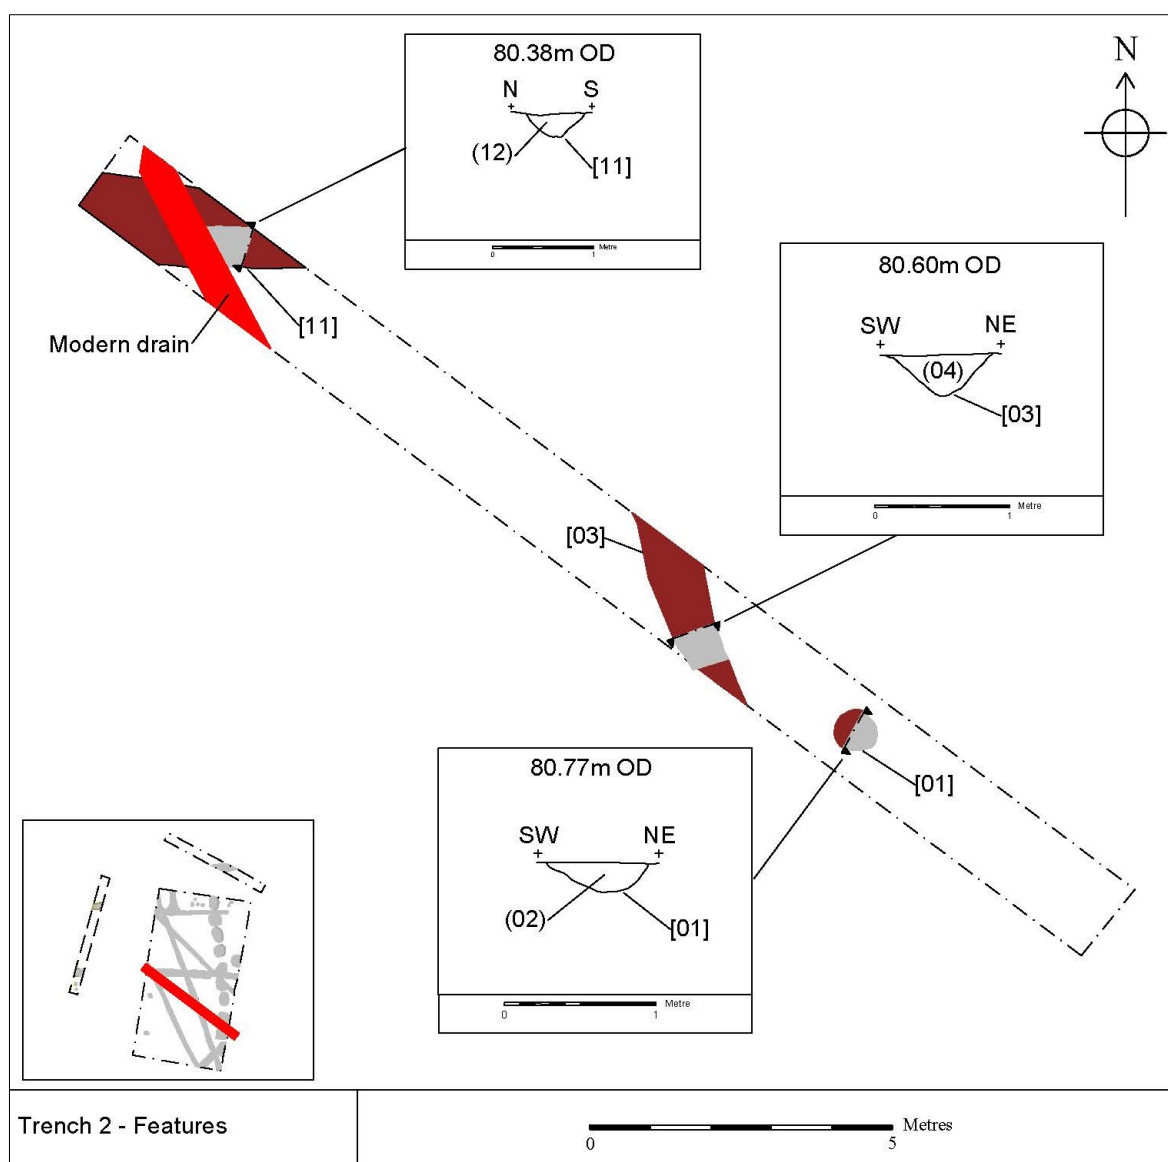 80.38m OD
N S
(12)
[11]
Metre
0 1
N
80.60m OD
SW NE
(04)
[03]
Metre
0 1
[11]
Modern drain
[03]
80.77m OD
SW NE
(02)
[01]
Metre
0 1
[01]
Trench 2 - Features
Metres
0 5